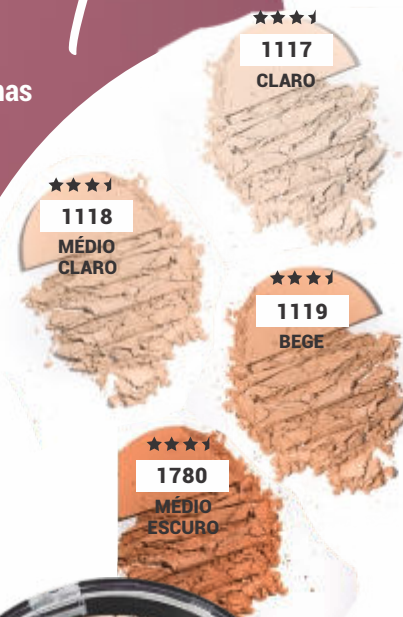 nas
1117
CLARO
1118
MÉDIO
CLARO
1119
BEGE
1780
MÉDIO
ESCURO